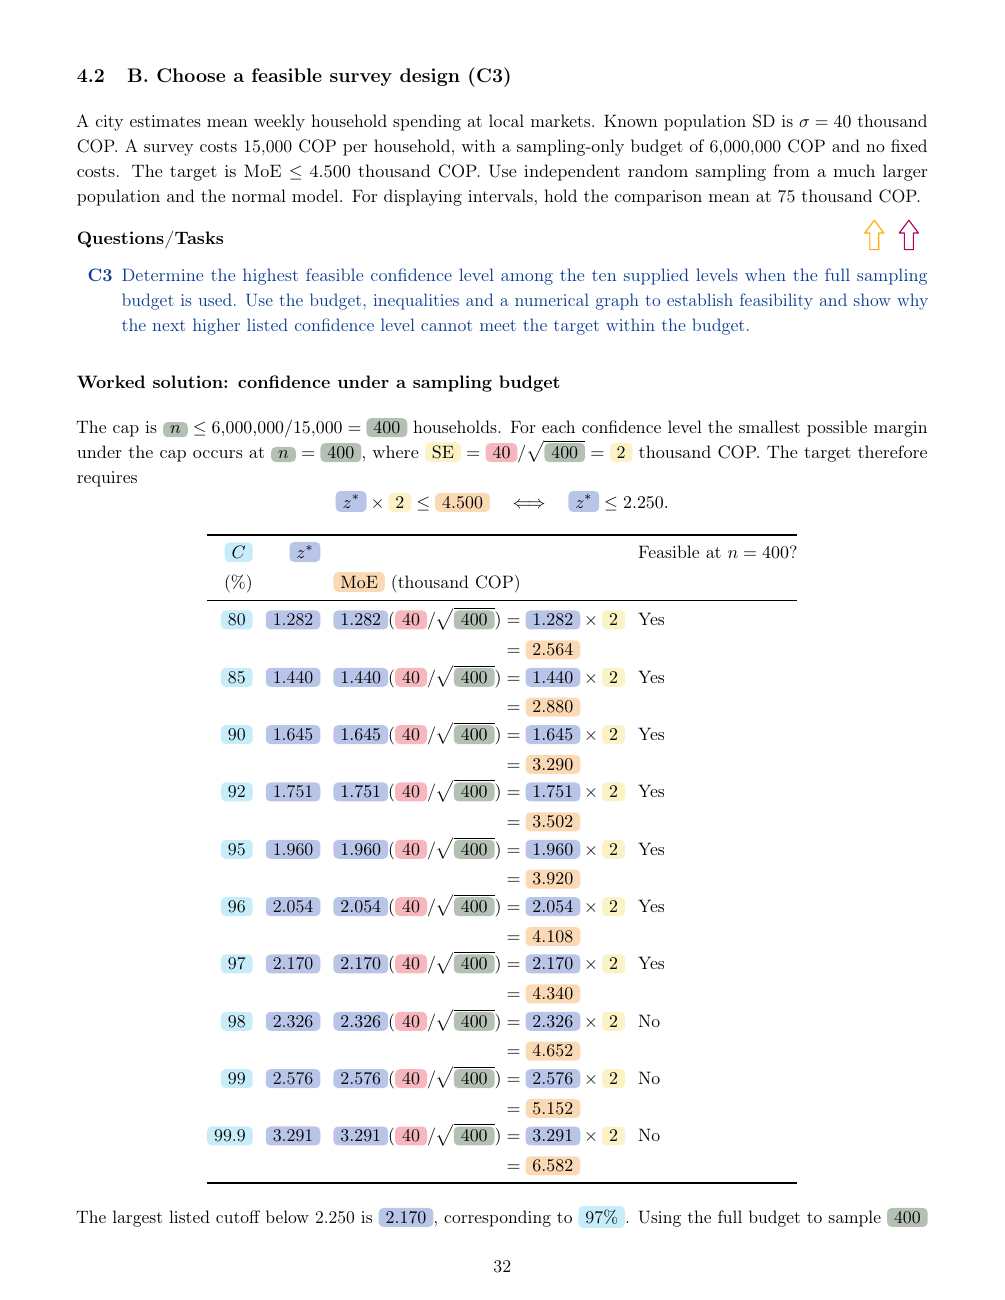 4.2 B. Choose a feasible survey design (C3)
A city estimates mean weekly household spending at local markets. Known population SD is σ = 40 thousand
COP. A survey costs 15,000 COP per household, with a sampling-only budget of 6,000,000 COP and no fixed
costs. The target is MoE ≤ 4.500 thousand COP. Use independent random sampling from a much larger
population and the normal model. For displaying intervals, hold the comparison mean at 75 thousand COP.
Questions/Tasks
C3 Determine the highest feasible confidence level among the ten supplied levels when the full sampling
budget is used. Use the budget, inequalities and a numerical graph to establish feasibility and show why
the next higher listed confidence level cannot meet the target within the budget.
Worked solution: confidence under a sampling budget
The cap is n ≤ 6,000,000/15,000 = 400 households. For each confidence level the smallest possible margin
under the cap occurs at n = 400, where SE = 40/√400 = 2 thousand COP. The target therefore
requires
z* × 2 ≤ 4.500 ⟺ z* ≤ 2.250.
C z* Feasible at n = 400?
(%) MoE (thousand COP)
80 1.282 1.282(40/√400) = 1.282 × 2 Yes
= 2.564
85 1.440 1.440(40/√400) = 1.440 × 2 Yes
= 2.880
90 1.645 1.645(40/√400) = 1.645 × 2 Yes
= 3.290
92 1.751 1.751(40/√400) = 1.751 × 2 Yes
= 3.502
95 1.960 1.960(40/√400) = 1.960 × 2 Yes
= 3.920
96 2.054 2.054(40/√400) = 2.054 × 2 Yes
= 4.108
97 2.170 2.170(40/√400) = 2.170 × 2 Yes
= 4.340
98 2.326 2.326(40/√400) = 2.326 × 2 No
= 4.652
99 2.576 2.576(40/√400) = 2.576 × 2 No
= 5.152
99.9 3.291 3.291(40/√400) = 3.291 × 2 No
= 6.582
The largest listed cutoff below 2.250 is 2.170, corresponding to 97%. Using the full budget to sample 400
32